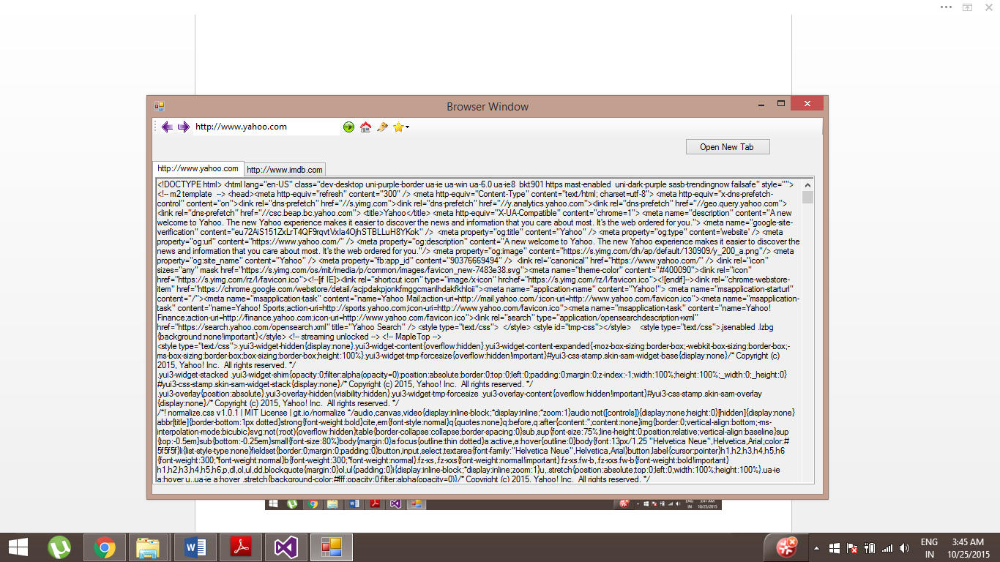 Browser Window
http://www.yahoo.com
Open New Tab
http://www.yahoo.com
http://www.imdb.com
<!DOCTYPE html> <html lang="en-US" class="dev-desktop uni-purple-border ua-ie ua-win ua-6.0 ua-ie8  bkt901 https mast-enabled  uni-dark-purple sasb-trendingnow failsafe" style="">
<!-- m2 template  --> <head><meta http-equiv="refresh" content="300" /> <meta http-equiv="Content-Type" content="text/html; charset=utf-8"> <meta http-equiv="x-dns-prefetch-
control" content="on"><link rel="dns-prefetch" href="//s.yimg.com"><link rel="dns-prefetch" href="//y.analytics.yahoo.com"><link rel="dns-prefetch" href="//geo.query.yahoo.com">
<link rel="dns-prefetch" href="//csc.beap.bc.yahoo.com"> <title>Yahoo</title> <meta http-equiv="X-UA-Compatible" content="chrome=1"> <meta name="description" content="A new
welcome to Yahoo. The new Yahoo experience makes it easier to discover the news and information that you care about most. It's the web ordered for you."> <meta name="google-site-
verification" content="eu72AiS151ZxLrT4QF9rqvtVxIa4OjhSTBLLuH8YKok" />  <meta property="og:title" content="Yahoo" /> <meta property="og:type" content='website' /> <meta
property="og:url" content="https://www.yahoo.com/" /> <meta property="og:description" content="A new welcome to Yahoo. The new Yahoo experience makes it easier to discover the
news and information that you care about most. It's the web ordered for you."/> <meta property="og:image" content="https://s.yimg.com/dh/ap/default/130909/y_200_a.png"/> <meta
property="og:site_name" content="Yahoo" /> <meta property="fb:app_id" content="90376669494" />  <link rel="canonical" href="https://www.yahoo.com/" /> <link rel="icon"
sizes="any" mask href="https://s.yimg.com/os/mit/media/p/common/images/favicon_new-7483e38.svg"><meta name="theme-color" content="#400090"><link rel="icon"
href="https://s.yimg.com/rz/l/favicon.ico"><!--[if IE]><link rel="shortcut icon" type="image/x-icon" hrchef="https://s.yimg.com/rz/l/favicon.ico"><![endif]--><link rel="chrome-webstore-
item" href="https://chrome.google.com/webstore/detail/acjpdakpjonkfmggcmanlhdakfkhloii"><meta name="application-name" content="Yahoo!"> <meta name="msapplication-starturl"
content="/"><meta name="msapplication-task" content="name=Yahoo Mail;action-uri=http://mail.yahoo.com/;icon-uri=http://www.yahoo.com/favicon.ico"><meta name="msapplication-
task" content="name=Yahoo! Sports;action-uri=http://sports.yahoo.com;icon-uri=http://www.yahoo.com/favicon.ico"><meta name="msapplication-task" content="name=Yahoo!
Finance;action-uri=http://finance.yahoo.com;icon-uri=http://www.yahoo.com/favicon.ico"><link rel="search" type="application/opensearchdescription+xml"
href="https://search.yahoo.com/opensearch.xml" title="Yahoo Search" /> <style type="text/css">  </style> <style id="tmp-css"></style>    <style type="text/css">.jsenabled .lzbg
{background:none!important}</style> <!-- streaming unlocked --> <!-- MapleTop -->
<style type="text/css">.yui3-widget-hidden{display:none}.yui3-widget-content{overflow:hidden}.yui3-widget-content-expanded{-moz-box-sizing:border-box;-webkit-box-sizing:border-box;-
ms-box-sizing:border-box;box-sizing:border-box;height:100%}.yui3-widget-tmp-forcesize{overflow:hidden!important}#yui3-css-stamp.skin-sam-widget-base{display:none}/* Copyright (c)
2015, Yahoo! Inc.  All rights reserved. */
.yui3-widget-stacked .yui3-widget-shim{opacity:0;filter:alpha(opacity=0);position:absolute;border:0;top:0;left:0;padding:0;margin:0;z-index:-1;width:100%;height:100%;_width:0;_height:0}
#yui3-css-stamp.skin-sam-widget-stack{display:none}/* Copyright (c) 2015, Yahoo! Inc.  All rights reserved. */
.yui3-overlay{position:absolute}.yui3-overlay-hidden{visibility:hidden}.yui3-widget-tmp-forcesize .yui3-overlay-content{overflow:hidden!important}#yui3-css-stamp.skin-sam-overlay
{display:none}/* Copyright (c) 2015, Yahoo! Inc.  All rights reserved. */
/*! normalize.css v1.0.1 | MIT License | git.io/normalize */audio,canvas,video{display:inline-block;*display:inline;*zoom:1}audio:not([controls]){display:none;height:0}[hidden]{display:none}
abbr[title]{border-bottom:1px dotted}strong{font-weight:bold}cite,em{font-style:normal}q{quotes:none}q:before,q:after{content:'';content:none}img{border:0;vertical-align:bottom;-ms-
interpolation-mode:bicubic}svg:not(:root){overflow:hidden}table{border-collapse:collapse;border-spacing:0}sub,sup{font-size:75%;line-height:0;position:relative;vertical-align:baseline}sup
{top:-0.5em}sub{bottom:-0.25em}small{font-size:80%}body{margin:0}a:focus{outline:thin dotted}a:active,a:hover{outline:0}body{font:13px/1.25 "Helvetica Neue",Helvetica,Arial;color:#
5f5f5f}li{list-style-type:none}fieldset{border:0;margin:0;padding:0}button,input,select,textarea{font-family:"Helvetica Neue",Helvetica,Arial}button,label{cursor:pointer}h1,h2,h3,h4,h5,h6
{font-weight:300;*font-weight:normal}b{font-weight:300;*font-weight:normal}.fz-xs,.fz-xxs{font-weight:normal!important}.fz-xs.fw-b,.fz-xxs.fw-b{font-weight:bold!important}
h1,h2,h3,h4,h5,h6,p,dl,ol,ul,dd,blockquote{margin:0}ol,ul{padding:0}i{display:inline-block;*display:inline;zoom:1}u,.stretch{position:absolute;top:0;left:0;width:100%;height:100%}.ua-ie
a:hover u,.ua-ie a:hover .stretch{background-color:#fff;opacity:0;filter:alpha(opacity=0)}/* Copyright (c) 2015, Yahoo! Inc.  All rights reserved. */
ENG 3:41 AM
IN 10/25/2015
ENG 3:45 AM
IN 10/25/2015